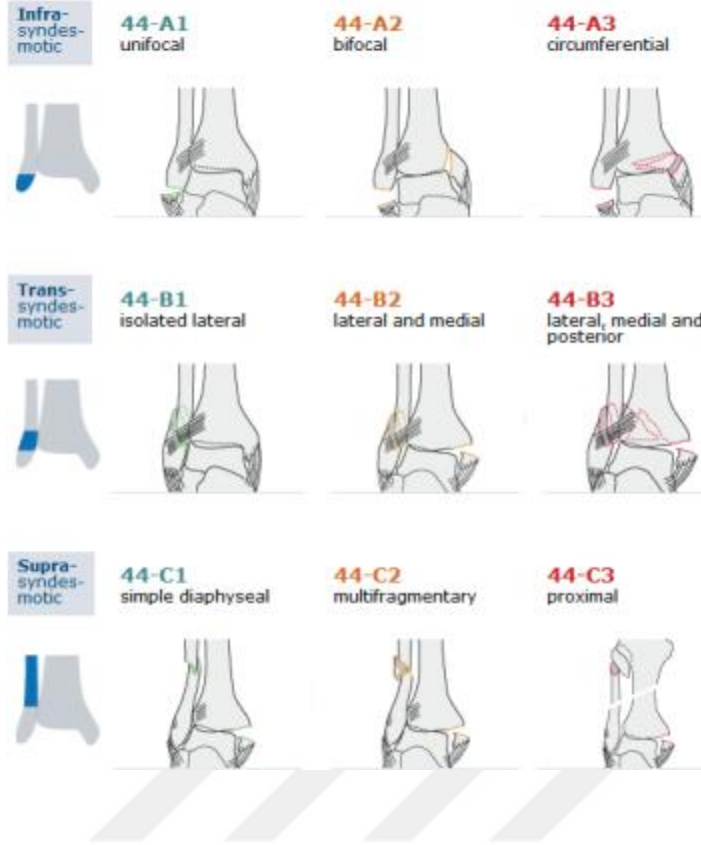 Infra-
syndes-
motic
44-A1
unifocal
44-A2
bifocal
44-A3
circumferential
Trans-
syndes-
motic
44-B1
isolated lateral
44-B2
lateral and medial
44-B3
lateral, medial and
posterior
Supra-
syndes-
motic
44-C1
simple diaphyseal
44-C2
multifragmentary
44-C3
proximal